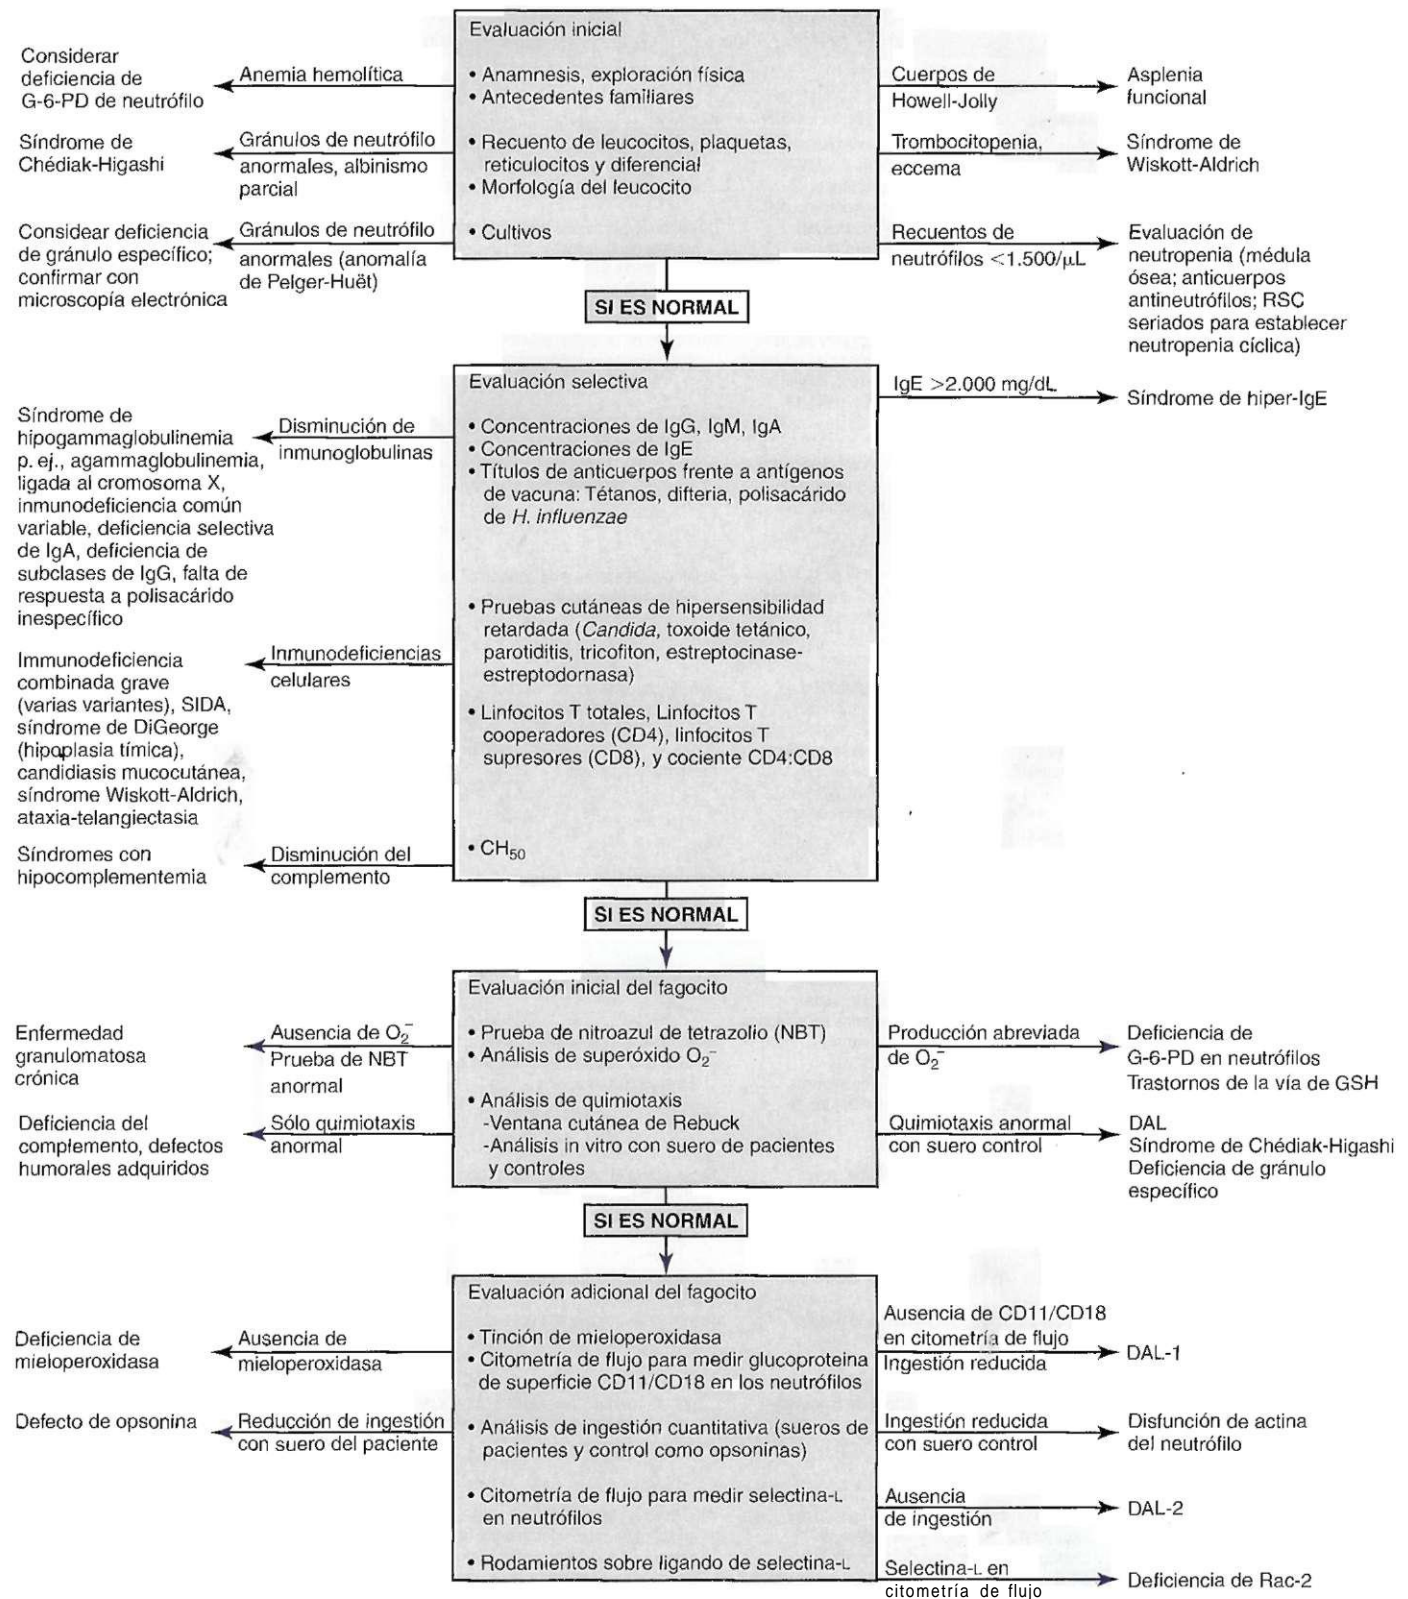 Evaluación inicial
• Anamnesis, exploración física
• Antecedentes familiares
• Recuento de leucocitos, plaquetas,
reticulocitos y diferencial
• Morfología del leucocito
• Cultivos
Considerar
deficiencia de
G-6-PD de neutrófilo
Anemia hemolítica
Síndrome de
Chédiak-Higashi
Gránulos de neutrófilo
anormales, albinismo
parcial
Considear deficiencia
de gránulo específico;
confirmar con
microscopía electrónica
Gránulos de neutrófilo
anormales (anomalía
de Pelger-Huët)
Cuerpos de
Howell-Jolly
Asplenia
funcional
Trombocitopenia,
eccema
Síndrome de
Wiskott-Aldrich
Recuentos de
neutrófilos <1.500/μL
Evaluación de
neutropenia (médula
ósea; anticuerpos
antineutrófilos; RSC
seriados para establecer
neutropenia cíclica)
SI ES NORMAL
Evaluación selectiva
• Concentraciones de IgG, IgM, IgA
• Concentraciones de IgE
• Títulos de anticuerpos frente a antígenos
de vacuna: Tétanos, difteria, polisacárido
de H. influenzae
• Pruebas cutáneas de hipersensibilidad
retardada (Candida, toxoide tetánico,
parotiditis, tricofiton, estreptocinase-
estreptodornasa)
• Linfocitos T totales, Linfocitos T
cooperadores (CD4), linfocitos T
supresores (CD8), y cociente CD4:CD8
• CH50
IgE >2.000 mg/dL
Síndrome de hiper-IgE
Síndrome de
hipogammaglobulinemia
p. ej., agammaglobulinemia,
ligada al cromosoma X,
inmunodeficiencia común
variable, deficiencia selectiva
de IgA, deficiencia de
subclases de IgG, falta de
respuesta a polisacárido
inespecífico
Disminución de
inmunoglobulinas
Immunodeficiencia
combinada grave
(varias variantes), SIDA,
síndrome de DiGeorge
(hipoplasia tímica),
candidiasis mucocutánea,
síndrome Wiskott-Aldrich,
ataxia-telangiectasia
Inmunodeficiencias
celulares
Síndromes con
hipocomplementemia
Disminución del
complemento
SI ES NORMAL
Evaluación inicial del fagocito
• Prueba de nitroazul de tetrazolio (NBT)
• Análisis de superóxido O2−
• Análisis de quimiotaxis
-Ventana cutánea de Rebuck
-Análisis in vitro con suero de pacientes
y controles
Enfermedad
granulomatosa
crónica
Ausencia de O2−
Prueba de NBT
anormal
Deficiencia del
complemento, defectos
humorales adquiridos
Sólo quimiotaxis
anormal
Producción abreviada
de O2−
Deficiencia de
G-6-PD en neutrófilos
Trastornos de la vía de GSH
Quimiotaxis anormal
con suero control
DAL
Síndrome de Chédiak-Higashi
Deficiencia de gránulo
específico
SI ES NORMAL
Evaluación adicional del fagocito
• Tinción de mieloperoxidasa
• Citometría de flujo para medir glucoproteina
de superficie CD11/CD18 en los neutrófilos
• Análisis de ingestión cuantitativa (sueros de
pacientes y control como opsoninas)
• Citometría de flujo para medir selectina-L
en neutrófilos
• Rodamientos sobre ligando de selectina-L
Deficiencia de
mieloperoxidasa
Ausencia de
mieloperoxidasa
Defecto de opsonina
Reducción de ingestión
con suero del paciente
Ausencia de CD11/CD18
en citometría de flujo
Ingestión reducida
DAL-1
Ingestión reducida
con suero control
Disfunción de actina
del neutrófilo
Ausencia
de ingestión
DAL-2
Selectina-L en
citometría de flujo
Deficiencia de Rac-2